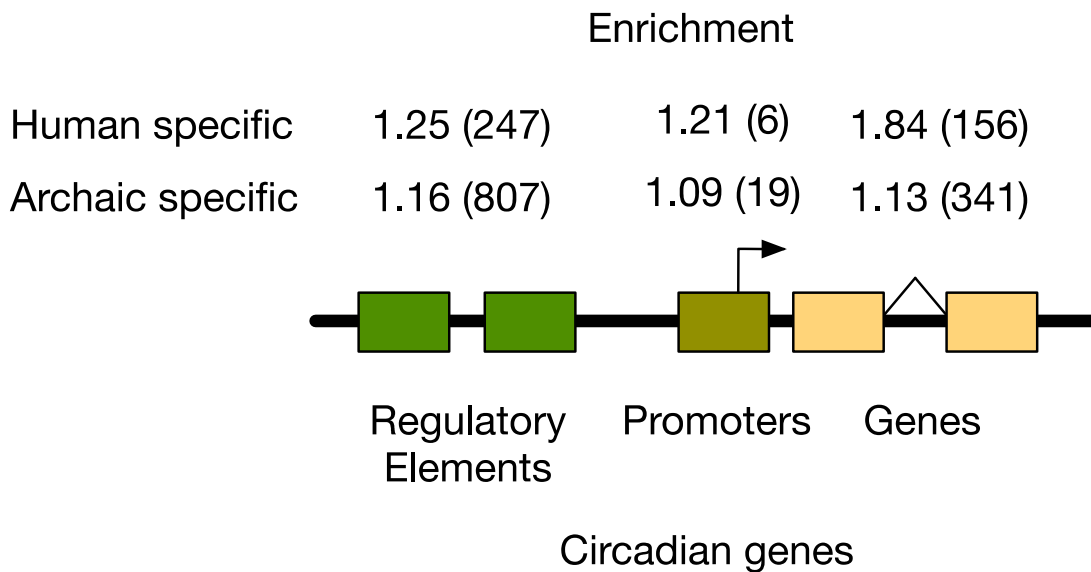 Enrichment
Human specific 1.25 (247) 1.21 (6) 1.84 (156)
Archaic specific 1.16 (807) 1.09 (19) 1.13 (341)
Regulatory Elements
Promoters
Genes
Circadian genes